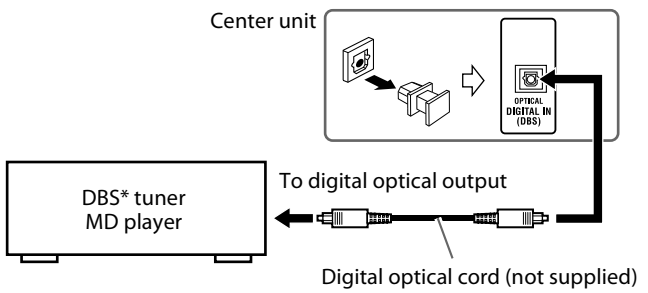 Center unit
OPTICAL
DIGITAL IN
(DBS)
To digital optical output
DBS* tuner
MD player
Digital optical cord (not supplied)